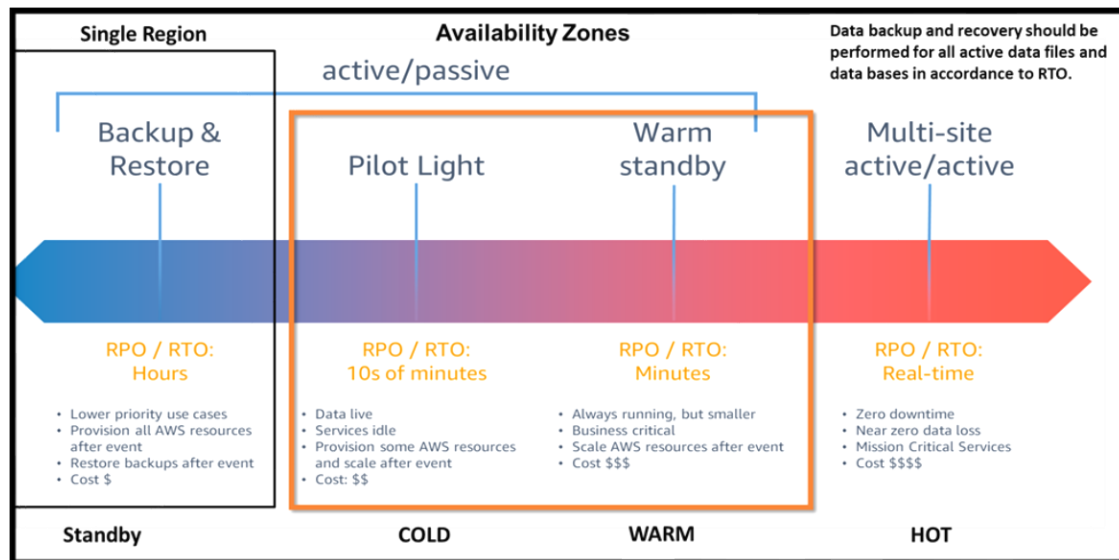 Single Region
Availability Zones
Data backup and recovery should be
performed for all active data files and
data bases in accordance to RTO.
active/passive
Backup &
Restore
Pilot Light
Warm
standby
Multi-site
active/active
RPO / RTO:
Hours
RPO / RTO:
10s of minutes
RPO / RTO:
Minutes
RPO / RTO:
Real-time
• Lower priority use cases
• Provision all AWS resources
after event
• Restore backups after event
• Cost $
• Data live
• Services idle
• Provision some AWS resources
and scale after event
• Cost: $$
• Always running, but smaller
• Business critical
• Scale AWS resources after event
• Cost $$$
• Zero downtime
• Near zero data loss
• Mission Critical Services
• Cost $$$$
Standby
COLD
WARM
HOT